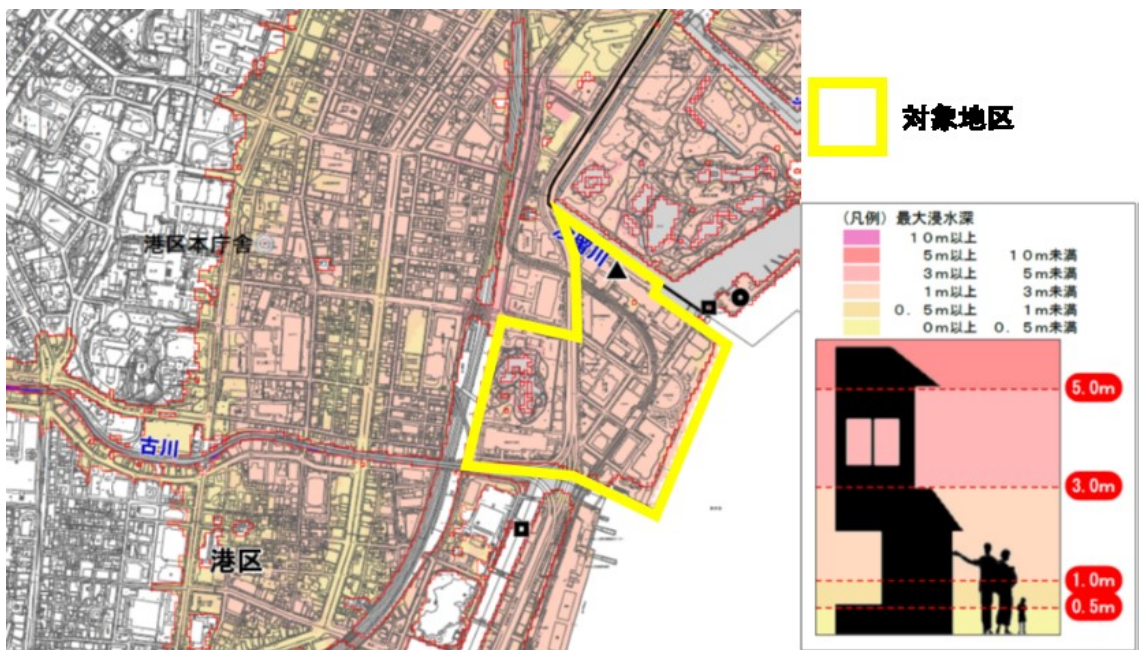 対象地区
港区本庁舎
汐留川
古川
港区
(凡例) 最大浸水深
10m以上
5m以上 10m未満
3m以上 5m未満
1m以上 3m未満
0.5m以上 1m未満
0m以上 0.5m未満
5.0m
3.0m
1.0m
0.5m